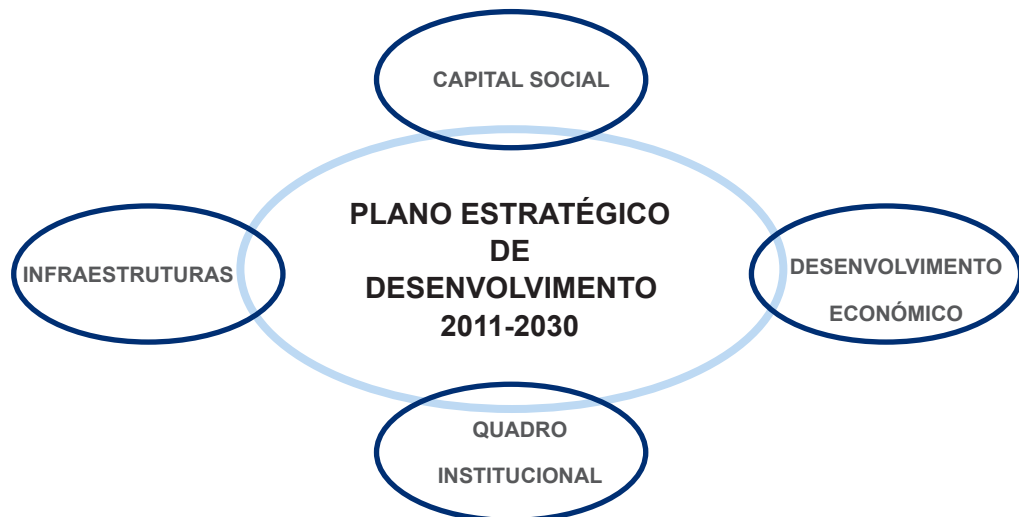 CAPITAL SOCIAL
PLANO ESTRATÉGICO
DE
DESENVOLVIMENTO
2011-2030
INFRAESTRUTURAS
DESENVOLVIMENTO
ECONÓMICO
QUADRO
INSTITUCIONAL